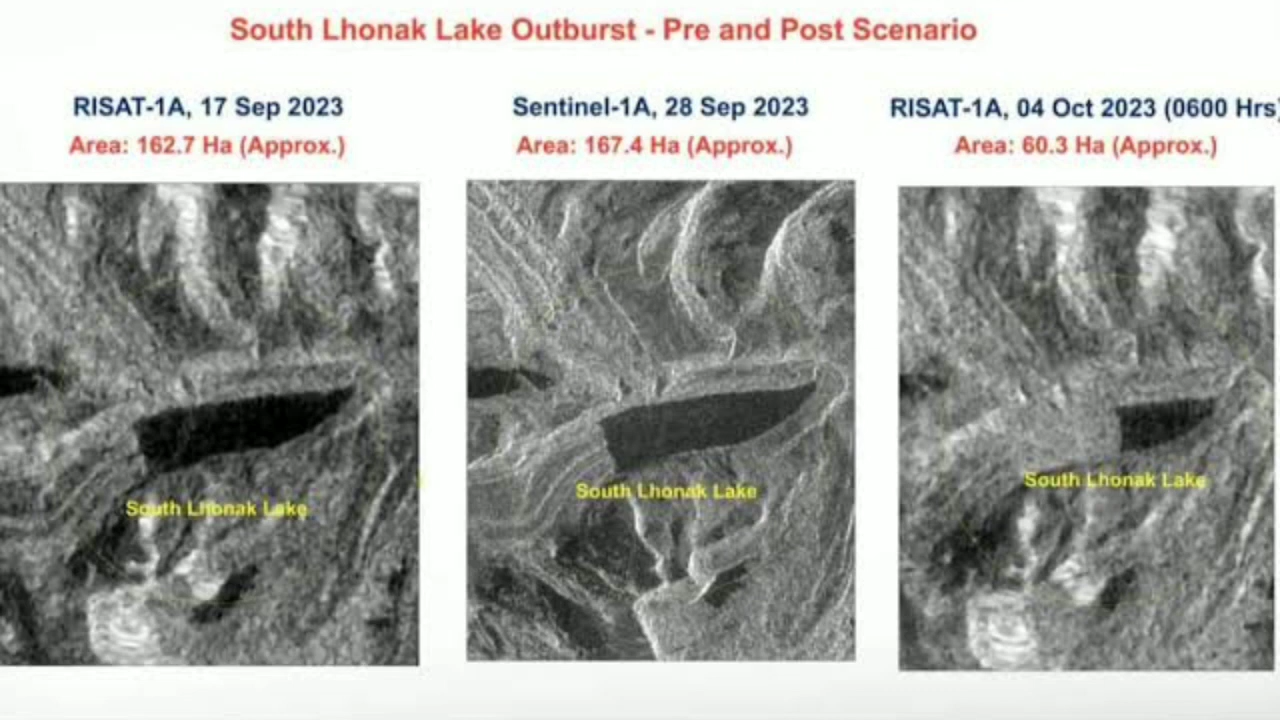 South Lhonak Lake Outburst - Pre and Post Scenario
RISAT-1A, 17 Sep 2023
Area: 162.7 Ha (Approx.)
South Lhonak Lake
Sentinel-1A, 28 Sep 2023
Area: 167.4 Ha (Approx.)
South Lhonak Lake
RISAT-1A, 04 Oct 2023 (0600 Hrs)
Area: 60.3 Ha (Approx.)
South Lhonak Lake